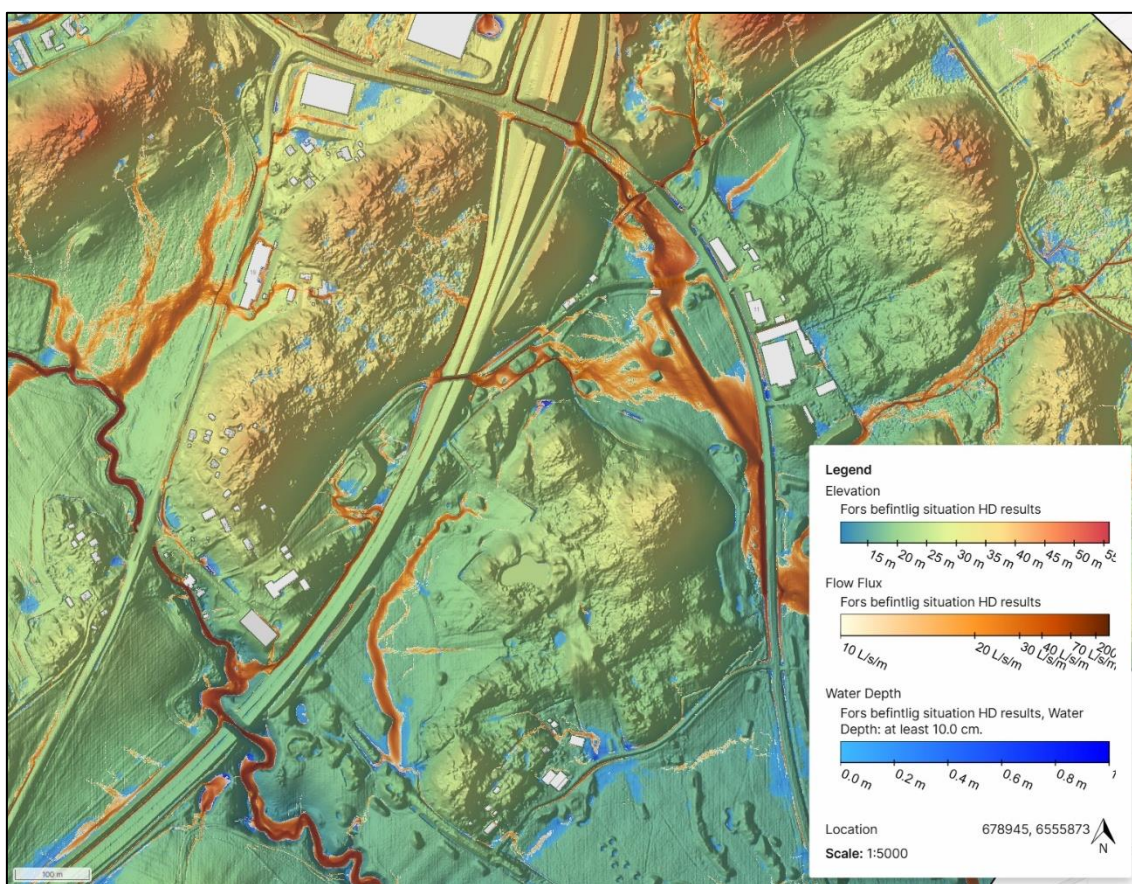 Legend
Elevation
Fors befintlig situation HD results
15 m 20 m 25 m 30 m 35 m 40 m 45 m 50 m 55
Flow Flux
Fors befintlig situation HD results
10 L/s/m 20 L/s/m 30 L/s/m 40 L/s/m 70 L/s/m 200
Water Depth
Fors befintlig situation HD results, Water
Depth: at least 10.0 cm.
0.0 m 0.2 m 0.4 m 0.6 m 0.8 m 1
Location 678945, 6555873
Scale: 1:5000 N
100 m